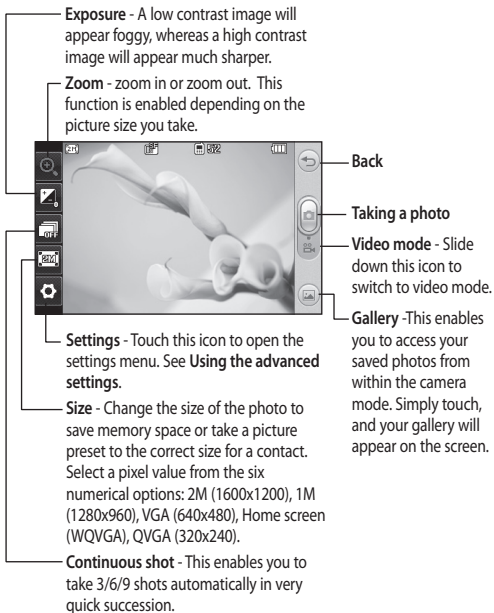 Exposure - A low contrast image will
appear foggy, whereas a high contrast
image will appear much sharper.
Zoom - zoom in or zoom out. This
function is enabled depending on the
picture size you take.
Back
Taking a photo
Video mode - Slide
down this icon to
switch to video mode.
Gallery -This enables
you to access your
saved photos from
within the camera
mode. Simply touch,
and your gallery will
appear on the screen.
Settings - Touch this icon to open the
settings menu. See Using the advanced
settings.
Size - Change the size of the photo to
save memory space or take a picture
preset to the correct size for a contact.
Select a pixel value from the six
numerical options: 2M (1600x1200), 1M
(1280x960), VGA (640x480), Home screen
(WQVGA), QVGA (320x240).
Continuous shot - This enables you to
take 3/6/9 shots automatically in very
quick succession.
OFF